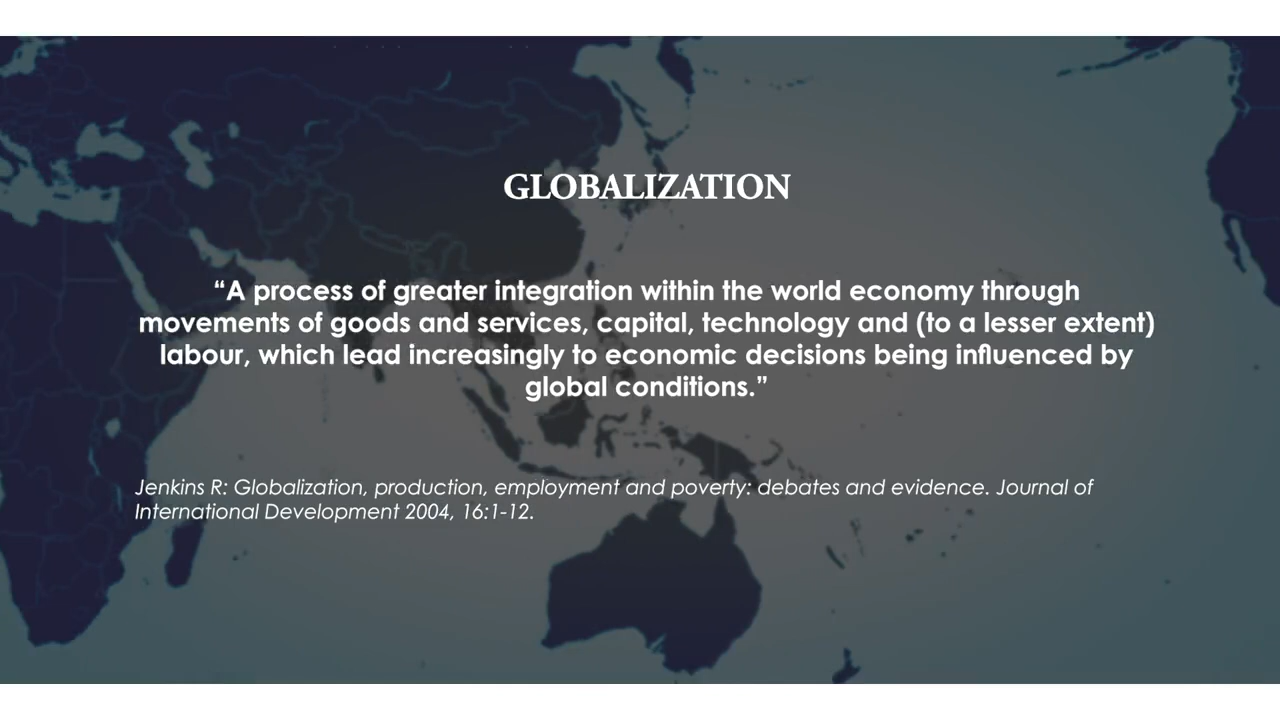 GLOBALIZATION
“A process of greater integration within the world economy through
movements of goods and services, capital, technology and (to a lesser extent)
labour, which lead increasingly to economic decisions being influenced by
global conditions.”
Jenkins R: Globalization, production, employment and poverty: debates and evidence. Journal of
International Development 2004, 16:1-12.